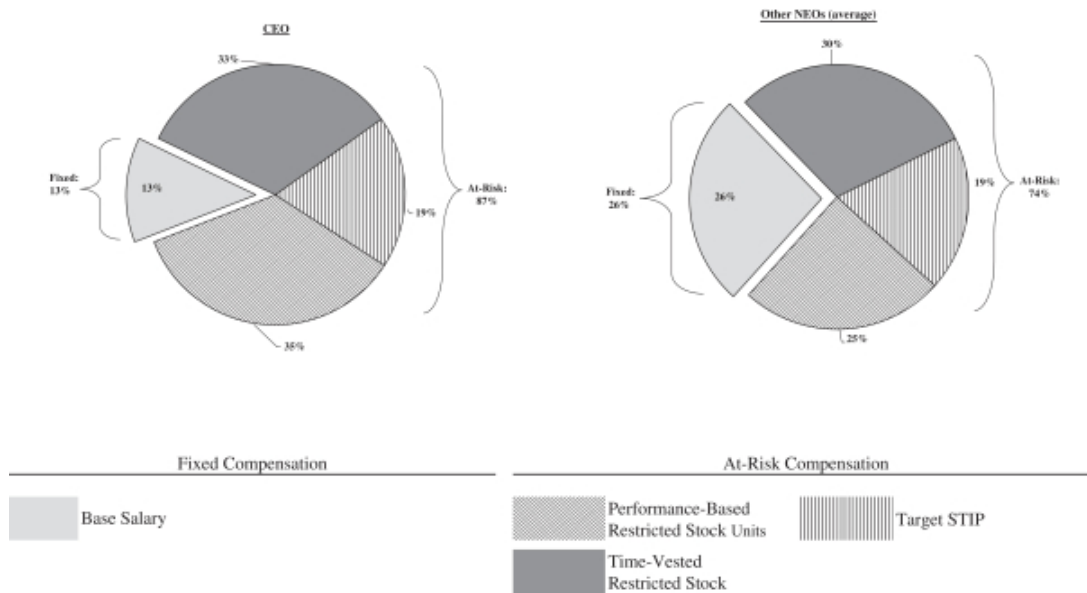 CEO
33%
Fixed:
13%
13%
At-Risk:
87%
19%
35%
Other NEOs (average)
30%
Fixed:
26%
26%
19%
At-Risk:
74%
25%
Fixed Compensation
Base Salary
At-Risk Compensation
Performance-Based
Restricted Stock Units
Target STIP
Time-Vested
Restricted Stock